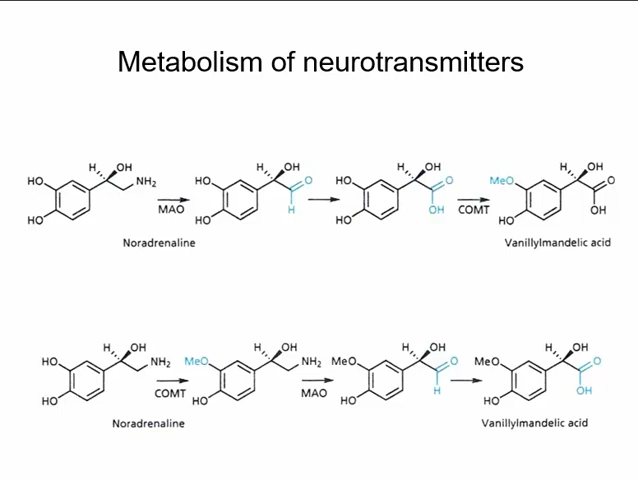 Metabolism of neurotransmitters
H OH
HO NH₂
HO
MAO
Noradrenaline
H OH
HO O
HO H
H OH
HO O
HO OH
COMT
H OH
MeO O
HO OH
Vanillylmandelic acid
H OH
HO NH₂
HO
COMT
Noradrenaline
H OH
MeO NH₂
HO
MAO
H OH
MeO O
HO H
H OH
MeO O
HO OH
Vanillylmandelic acid